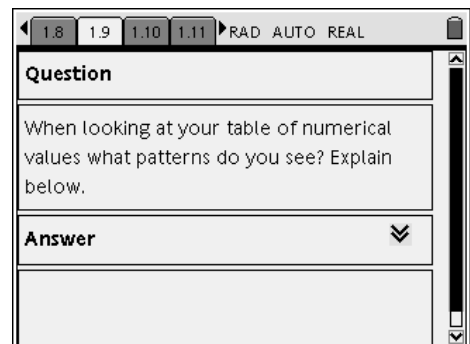 1.8 1.9 1.10 1.11 RAD AUTO REAL
Question
When looking at your table of numerical
values what patterns do you see? Explain
below.
Answer